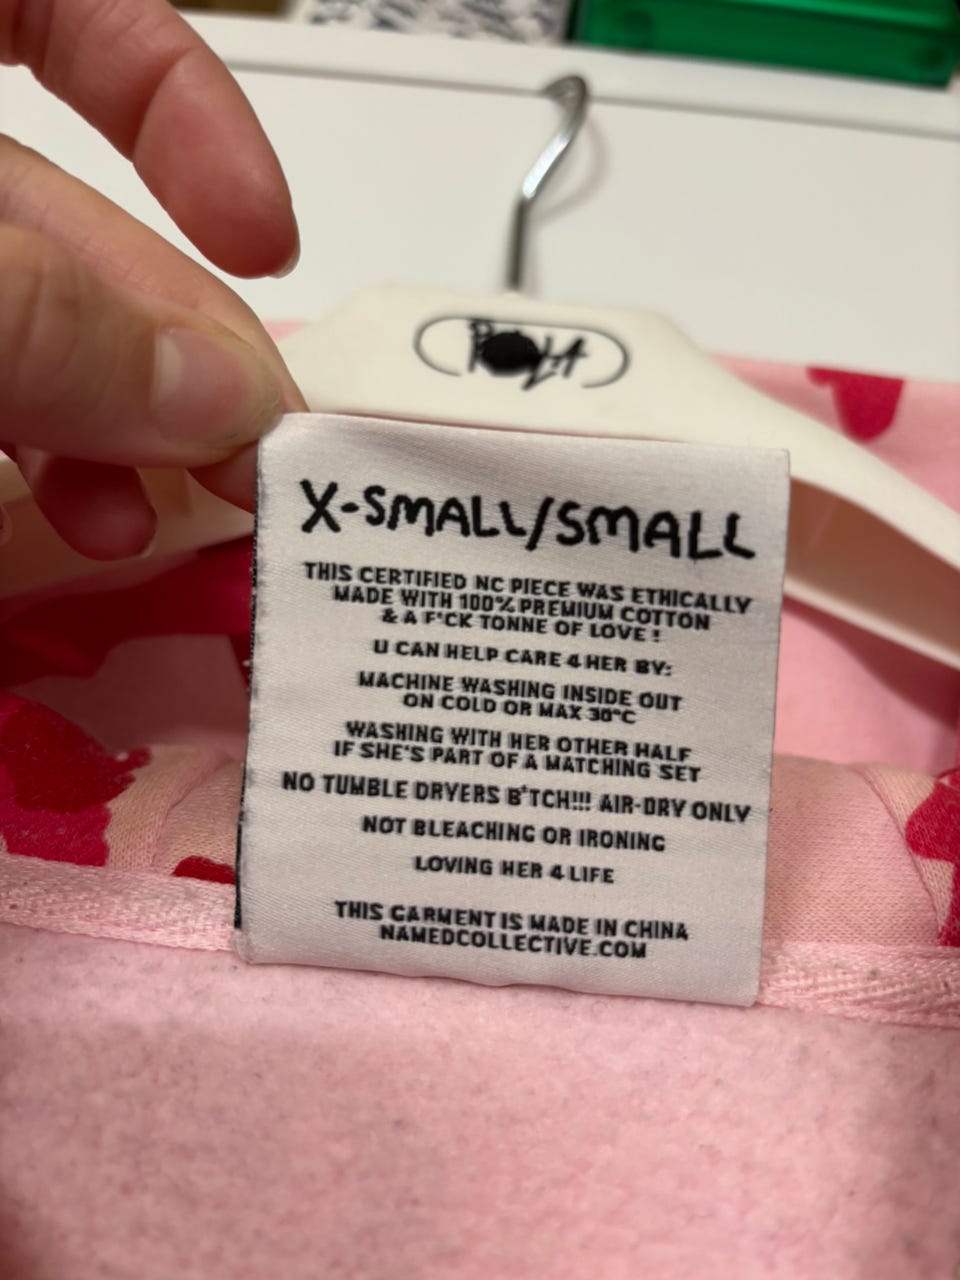 X-SMALL/SMALL
THIS CERTIFIED NC PIECE WAS ETHICALLY
MADE WITH 100% PREMIUM COTTON
& A F*CK TONNE OF LOVE !
U CAN HELP CARE 4 HER BY:
MACHINE WASHING INSIDE OUT
ON COLD OR MAX 30°C
WASHING WITH HER OTHER HALF
IF SHE'S PART OF A MATCHING SET
NO TUMBLE DRYERS B*TCH!!! AIR-DRY ONLY
NOT BLEACHING OR IRONING
LOVING HER 4 LIFE
THIS GARMENT IS MADE IN CHINA
NAMEDCOLLECTIVE.COM